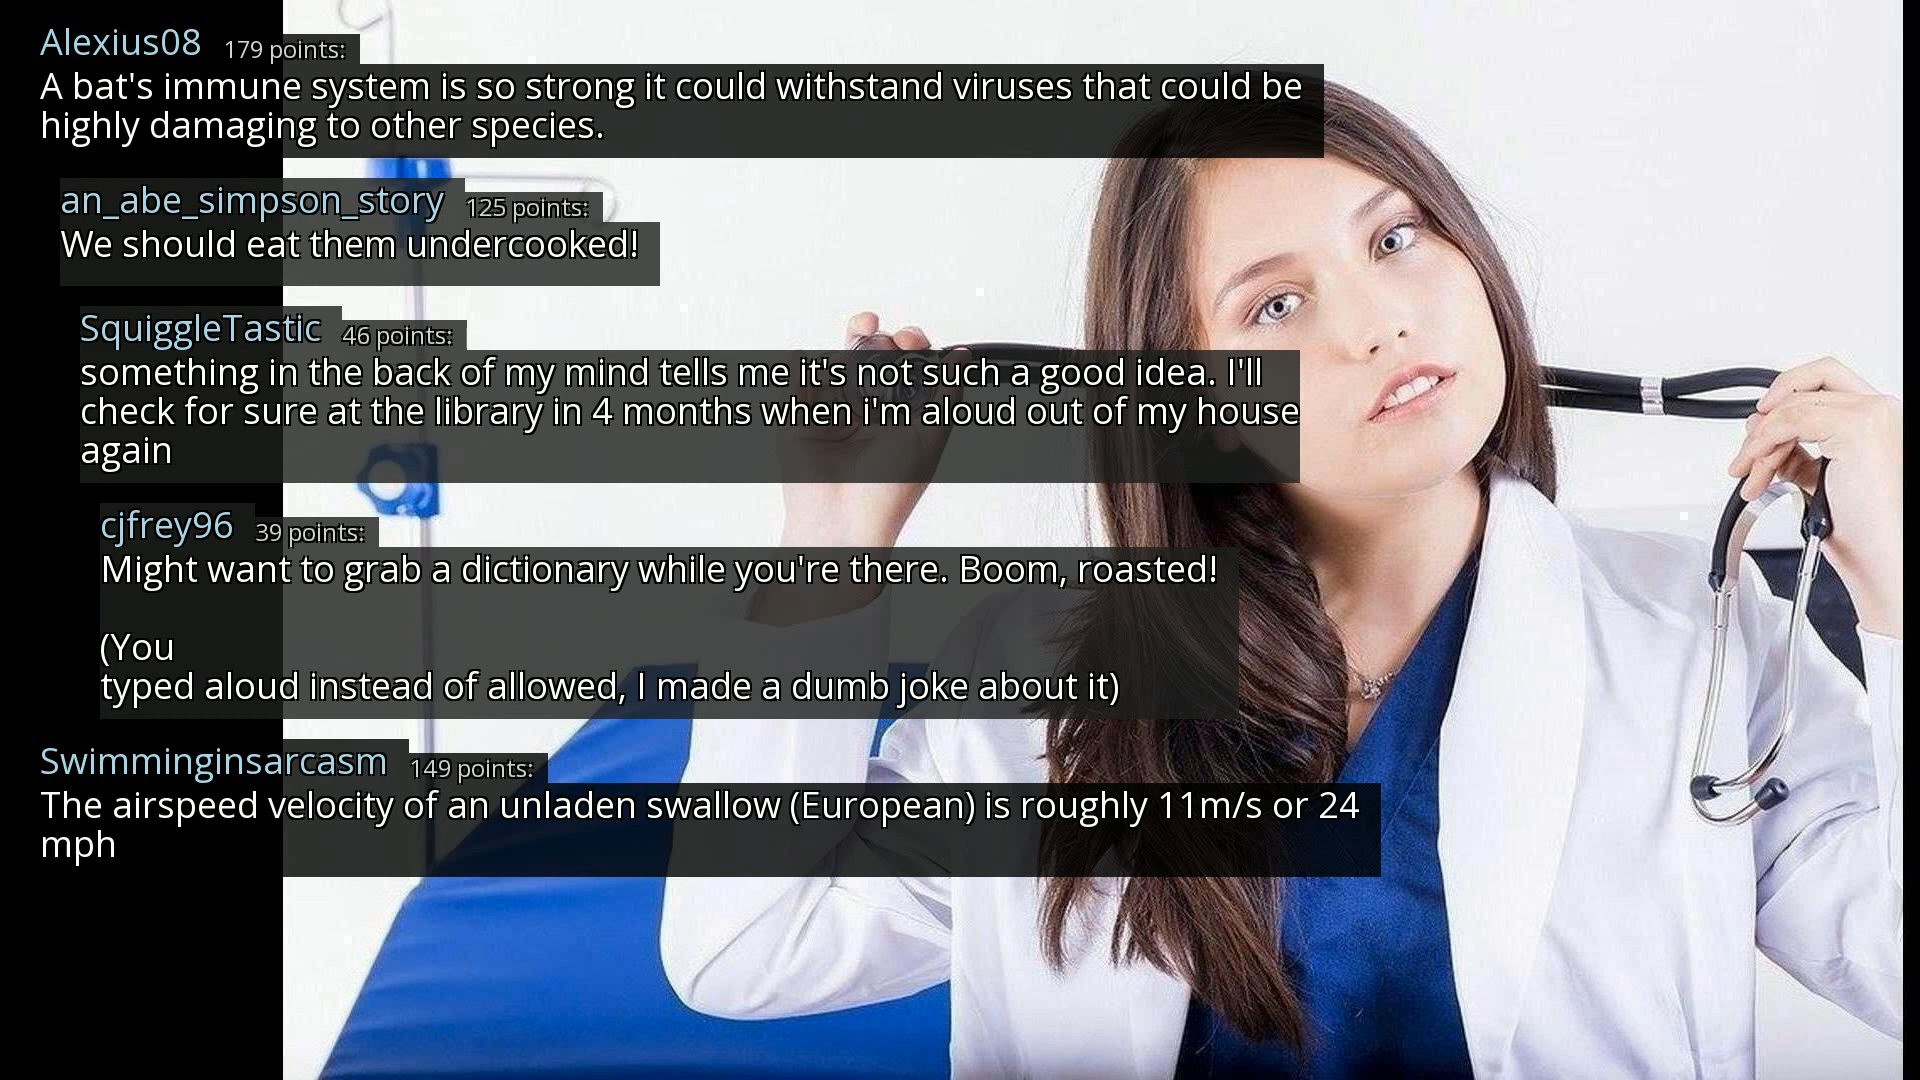 Alexius08 179 points:
A bat's immune system is so strong it could withstand viruses that could be
highly damaging to other species.
an_abe_simpson_story 125 points:
We should eat them undercooked!
SquiggleTastic 46 points:
something in the back of my mind tells me it's not such a good idea. I'll
check for sure at the library in 4 months when i'm aloud out of my house
again
cjfrey96 39 points:
Might want to grab a dictionary while you're there. Boom, roasted!
(You
typed aloud instead of allowed, I made a dumb joke about it)
Swimminginsarcasm 149 points:
The airspeed velocity of an unladen swallow (European) is roughly 11m/s or 24
mph